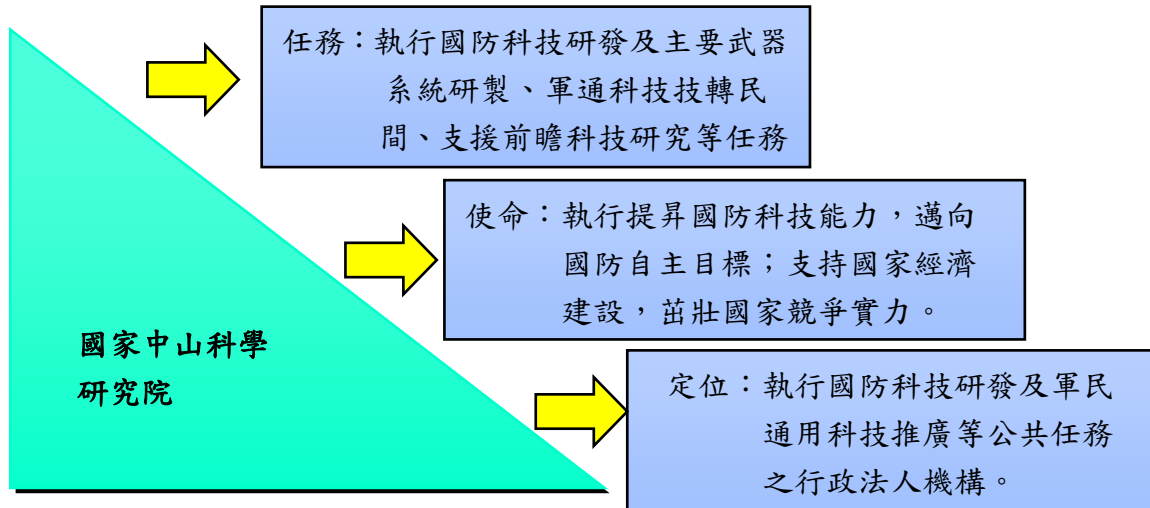 任務：執行國防科技研發及主要武器
系統研製、軍通科技技轉民
間、支援前瞻科技研究等任務
使命：執行提昇國防科技能力，邁向
國防自主目標；支持國家經濟
建設，茁壯國家競爭實力。
國家中山科學
研究院
定位：執行國防科技研發及軍民
通用科技推廣等公共任務
之行政法人機構。